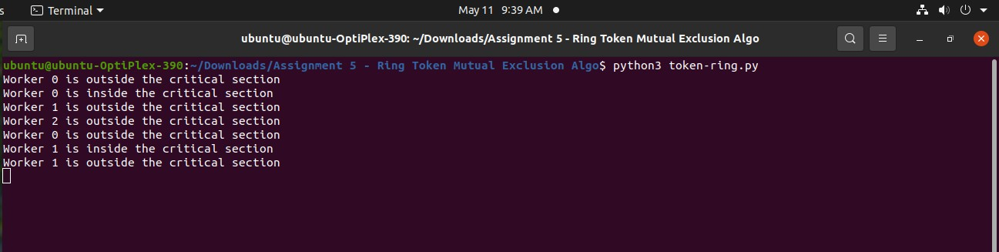 s Terminal May 11 9:39 AM
ubuntu@ubuntu-OptiPlex-390: ~/Downloads/Assignment 5 - Ring Token Mutual Exclusion Algo
ubuntu@ubuntu-OptiPlex-390:~/Downloads/Assignment 5 - Ring Token Mutual Exclusion Algo$ python3 token-ring.py
Worker 0 is outside the critical section
Worker 0 is inside the critical section
Worker 1 is outside the critical section
Worker 2 is outside the critical section
Worker 0 is outside the critical section
Worker 1 is inside the critical section
Worker 1 is outside the critical section